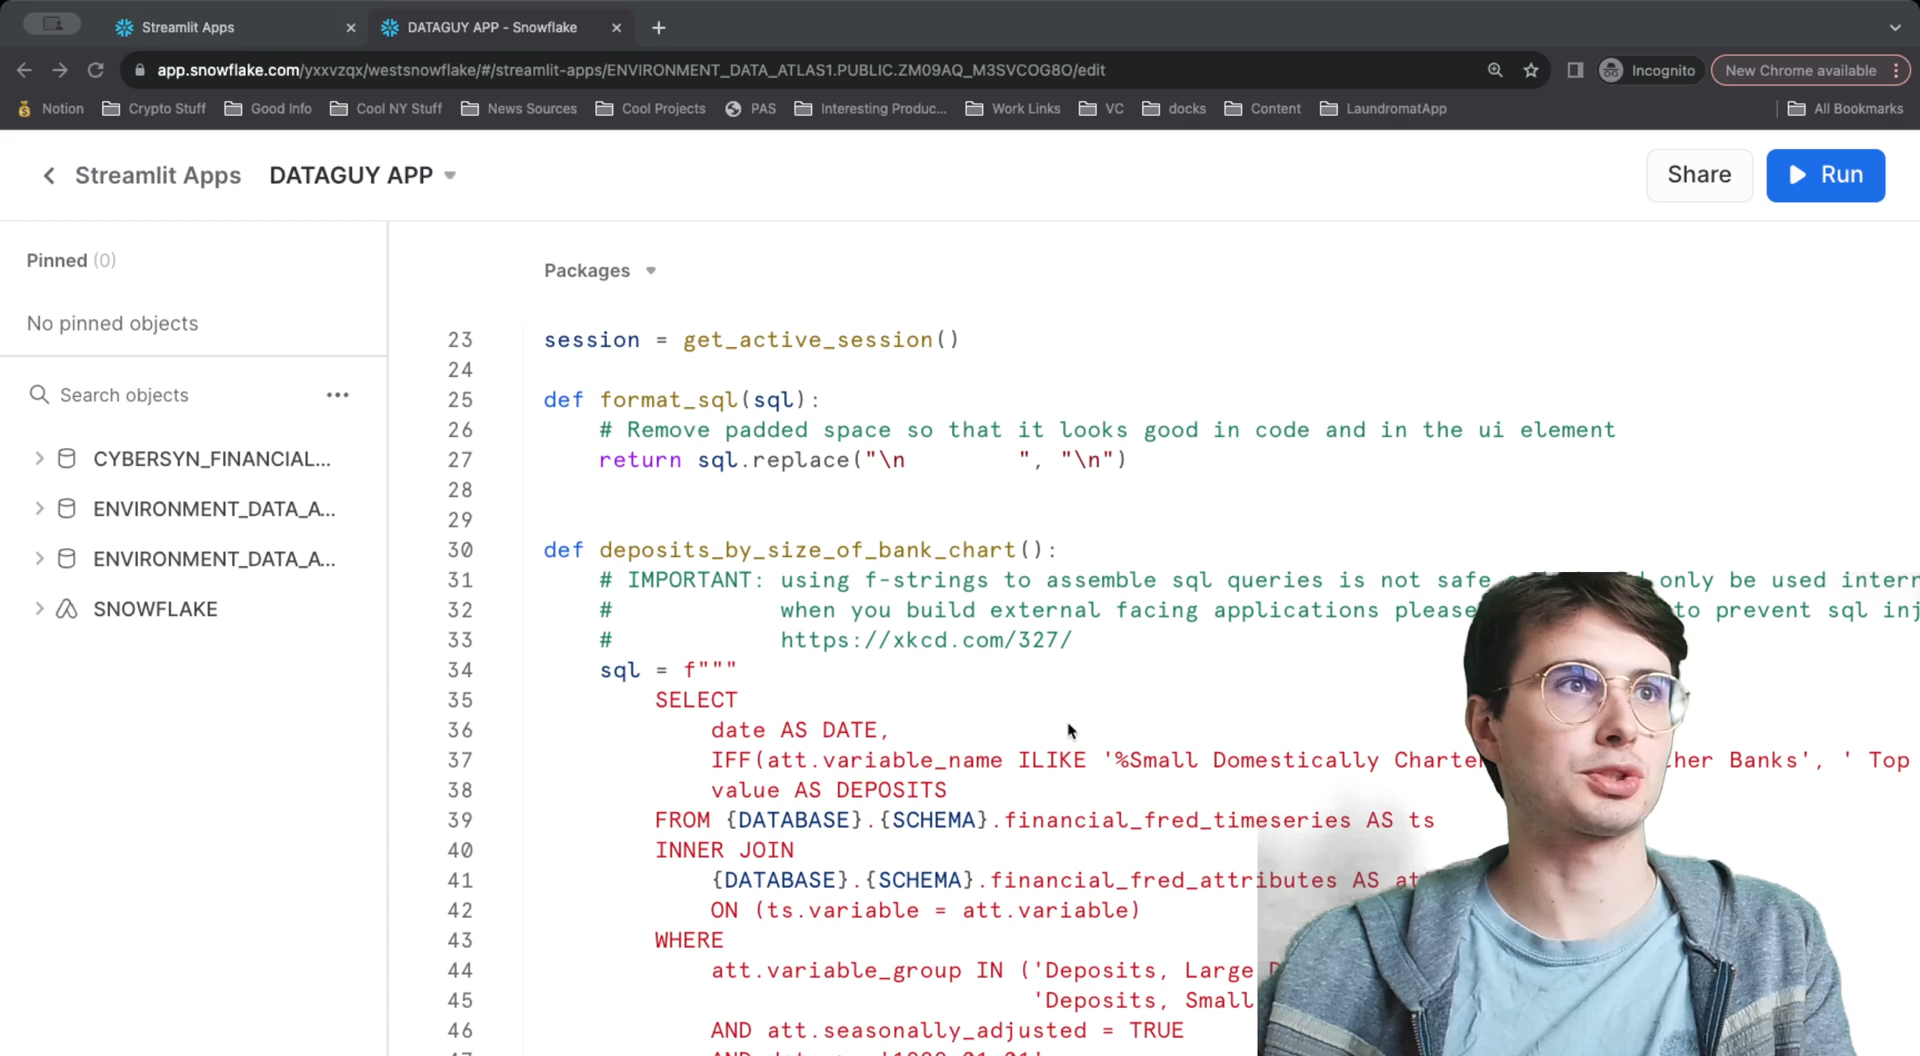 Streamlit Apps
DATAGUY APP - Snowflake
app.snowflake.com/yxxvzqx/westsnowflake/#/streamlit-apps/ENVIRONMENT_DATA_ATLAS1.PUBLIC.ZM09AQ_M3SVCOG8O/edit
Incognito
New Chrome available
Notion
Crypto Stuff
Good Info
Cool NY Stuff
News Sources
Cool Projects
PAS
Interesting Produc...
Work Links
VC
docks
Content
LaundromatApp
All Bookmarks
Streamlit Apps
DATAGUY APP
Share
Run
Pinned (0)
No pinned objects
Search objects
CYBERSYN_FINANCIAL...
ENVIRONMENT_DATA_A...
ENVIRONMENT_DATA_A...
SNOWFLAKE
Packages
23 session = get_active_session()
24
25 def format_sql(sql):
26 # Remove padded space so that it looks good in code and in the ui element
27 return sql.replace("\n        ", "\n")
28
29
30 def deposits_by_size_of_bank_chart():
31 # IMPORTANT: using f-strings to assemble sql queries is not safe only be used intern
32 # when you build external facing applications please to prevent sql inj
33 # https://xkcd.com/327/
34 sql = f"""
35 SELECT
36 date AS DATE,
37 IFF(att.variable_name ILIKE '%Small Domestically Charter her Banks', ' Top
38 value AS DEPOSITS
39 FROM {DATABASE}.{SCHEMA}.financial_fred_timeseries AS ts
40 INNER JOIN
41 {DATABASE}.{SCHEMA}.financial_fred_attributes AS at
42 ON (ts.variable = att.variable)
43 WHERE
44 att.variable_group IN ('Deposits, Large D
45 'Deposits, Small
46 AND att.seasonally_adjusted = TRUE